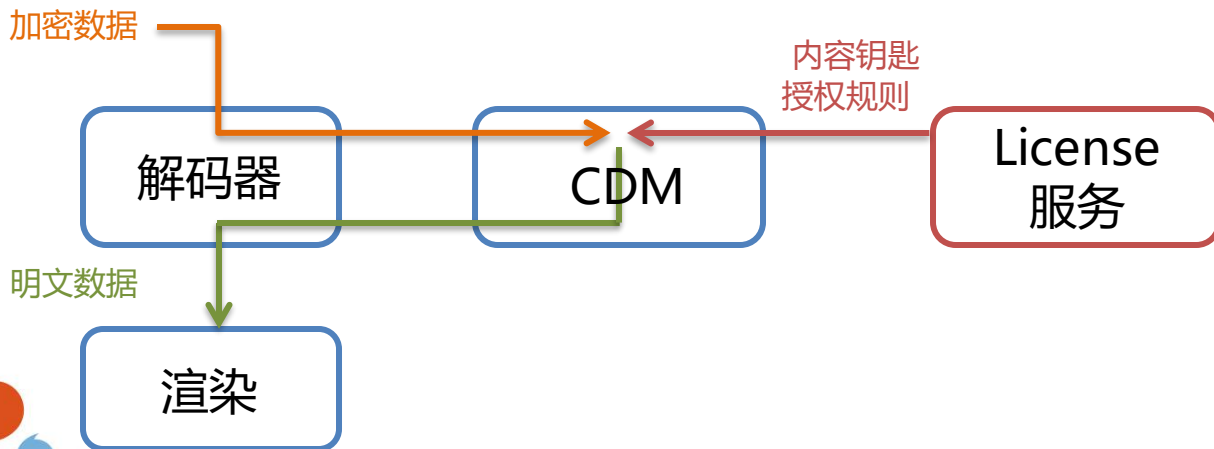 加密数据
内容钥匙
授权规则
解码器
CDM
License
服务
明文数据
渲染